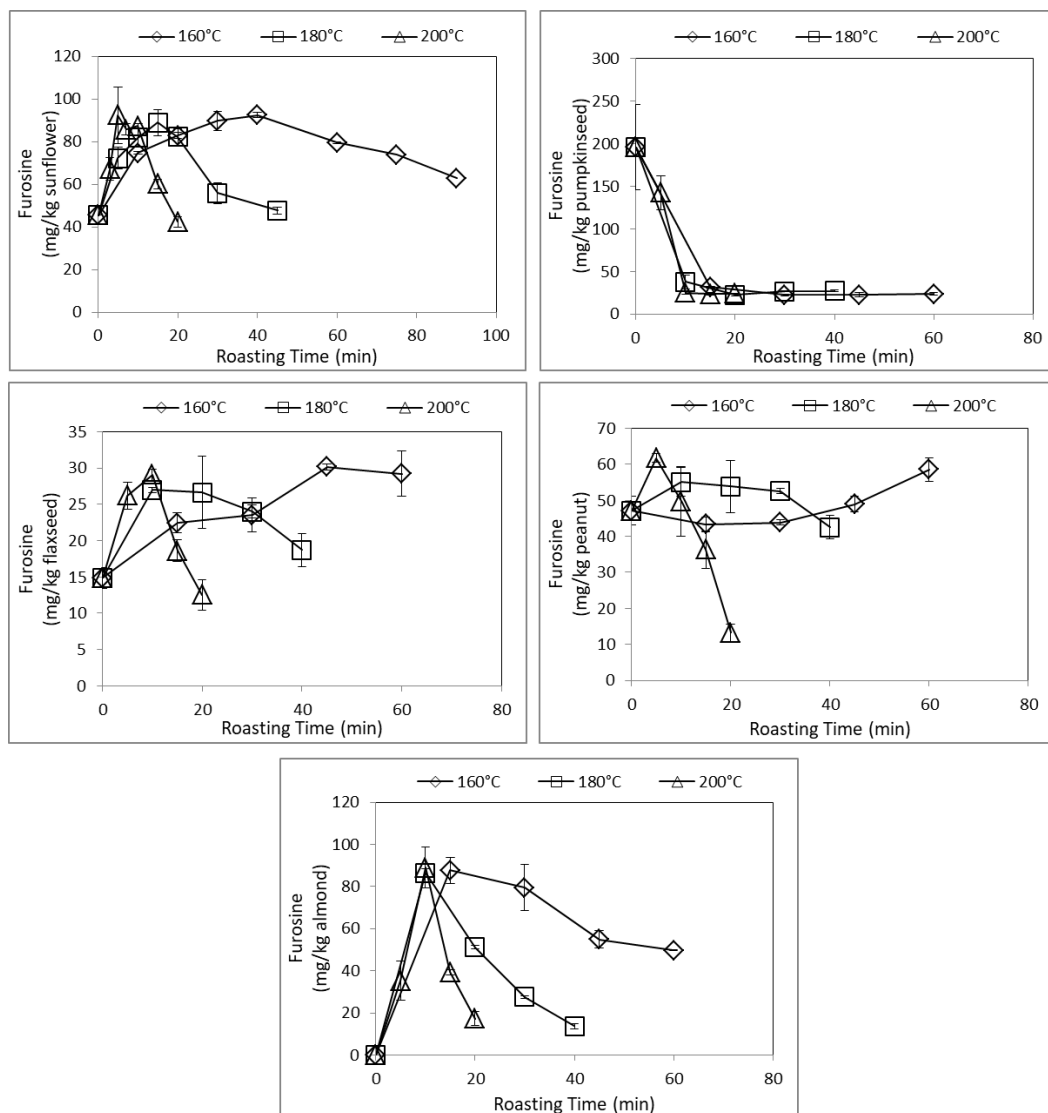 160°C 180°C 200°C
120
100
80
60
40
20
0
Furosine
(mg/kg sunflower)
0 20 40 60 80 100
Roasting Time (min)
160°C 180°C 200°C
300
250
200
150
100
50
0
Furosine
(mg/kg pumpkinseed)
0 20 40 60 80
Roasting Time (min)
160°C 180°C 200°C
35
30
25
20
15
10
5
0
Furosine
(mg/kg flaxseed)
0 20 40 60 80
Roasting Time (min)
160°C 180°C 200°C
70
60
50
40
30
20
10
0
Furosine
(mg/kg peanut)
0 20 40 60 80
Roasting Time (min)
160°C 180°C 200°C
120
100
80
60
40
20
0
Furosine
(mg/kg almond)
0 20 40 60 80
Roasting Time (min)